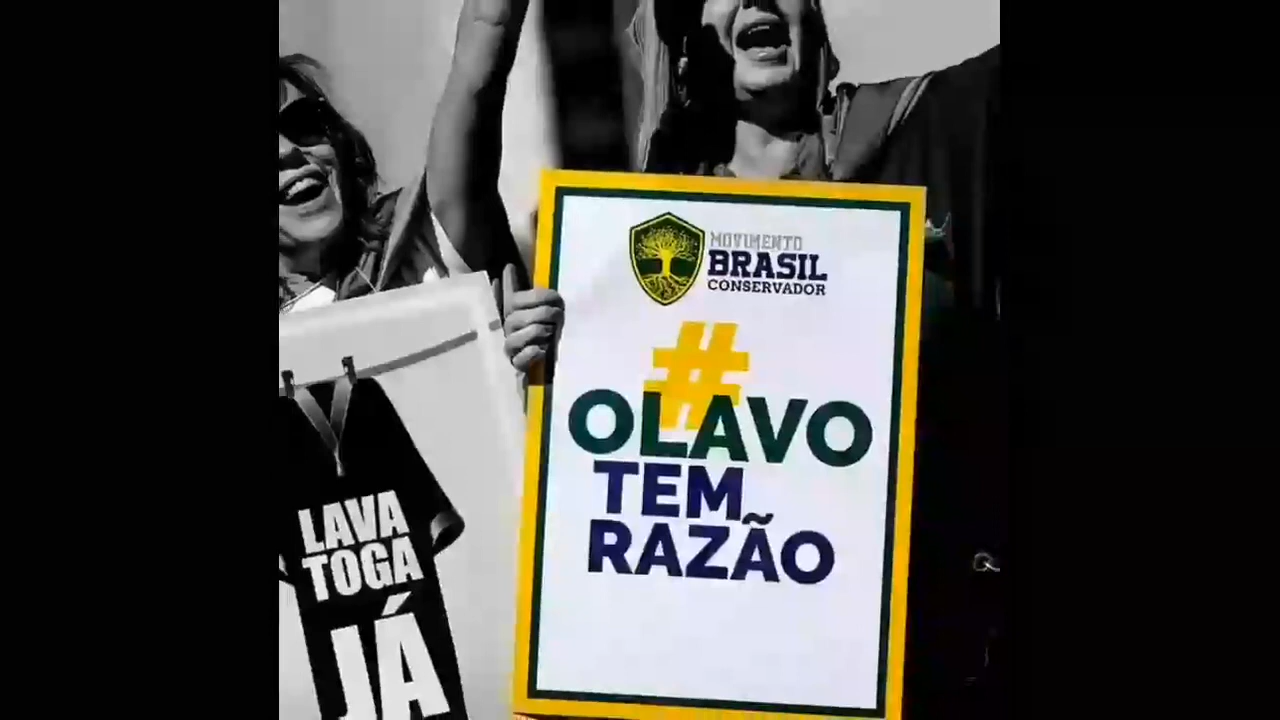 MOVIMENTO
BRASIL
CONSERVADOR
#
OLAVO
TEM
RAZÃO
LAVA
TOGA
JÁ